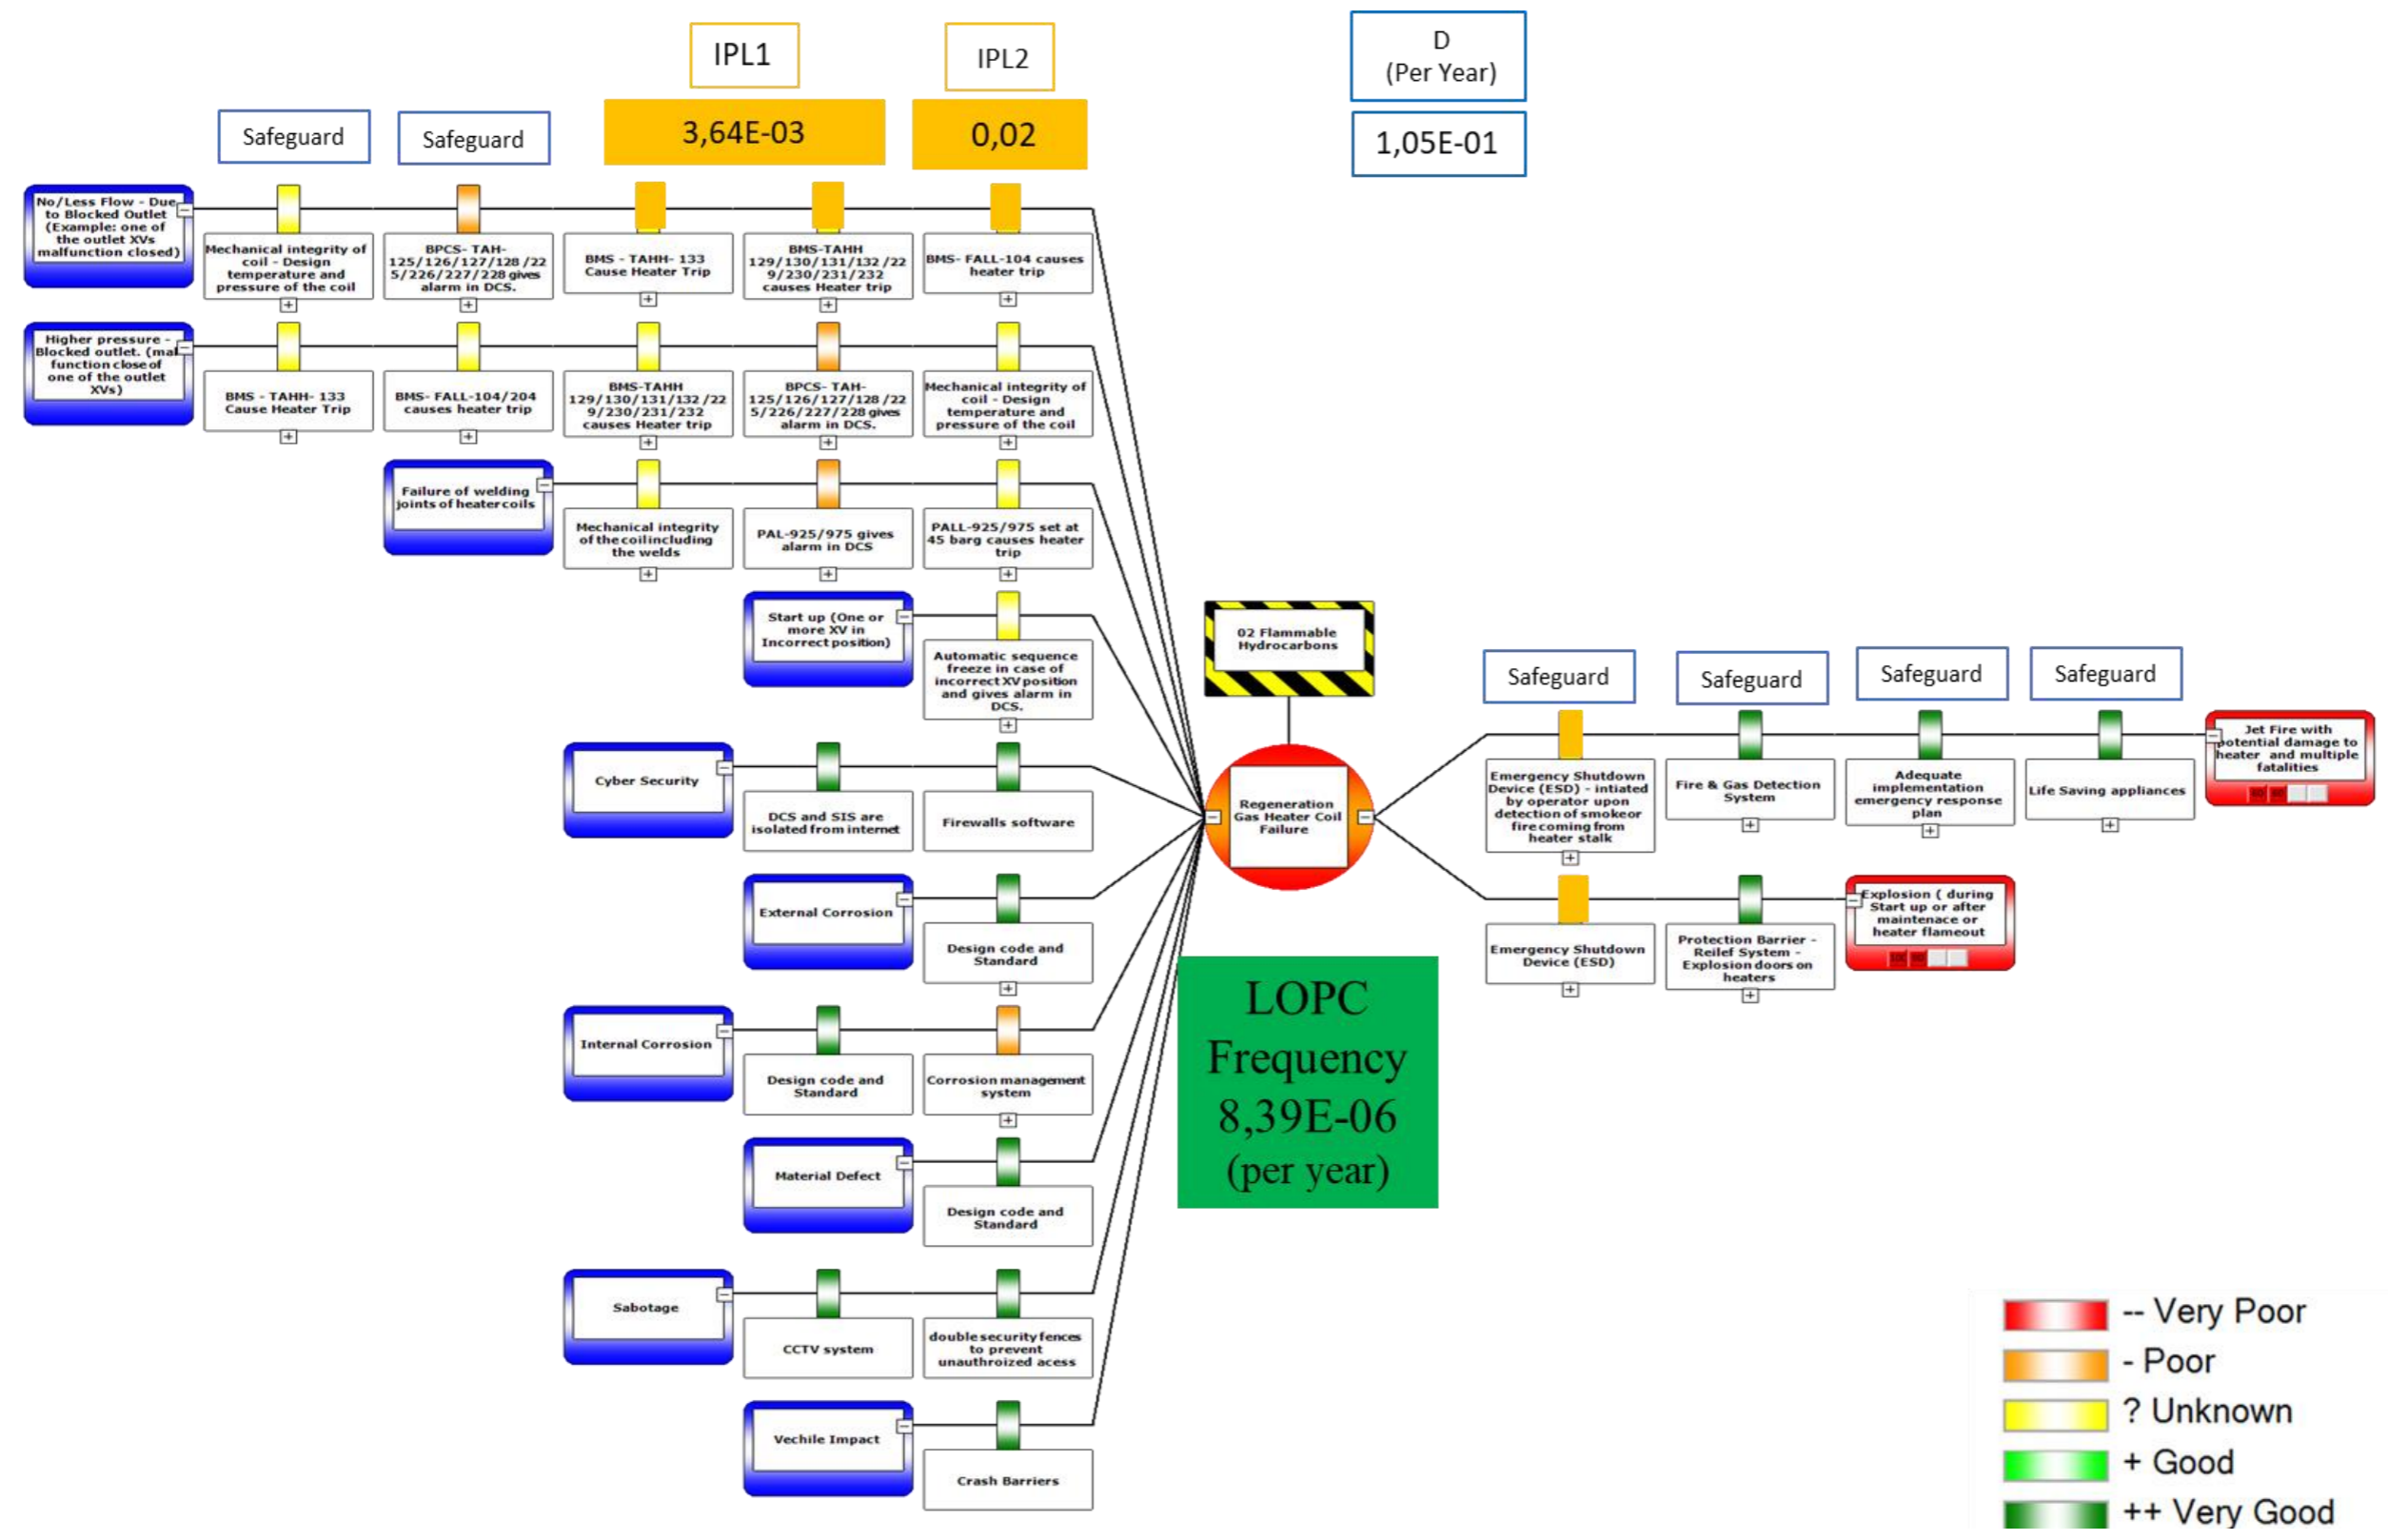 IPL1
IPL2
D
(Per Year)
3,64E-03
0,02
1,05E-01
Safeguard
Safeguard
No/Less Flow - Due
to Blocked Outlet
(Example: one of
the outlet XVs
malfunction closed)
Mechanical integrity of
coil - Design
temperature and
pressure of the coil
BPCS- TAH-
125/126/127/128/22
5/226/227/228 gives
alarm in DCS.
BMS - TAHH- 133
Cause Heater Trip
BMS-TAHH
129/130/131/132/22
9/230/231/232
causes Heater trip
BMS- FALL-104 causes
heater trip
Higher pressure -
Blocked outlet. (mal
function close of
one of the outlet
XVs)
BMS - TAHH- 133
Cause Heater Trip
BMS- FALL-104/204
causes heater trip
BMS-TAHH
129/130/131/132/22
9/230/231/232
causes Heater trip
BPCS- TAH-
125/126/127/128/22
5/226/227/228 gives
alarm in DCS.
Mechanical integrity of
coil - Design
temperature and
pressure of the coil
Failure of welding
joints of heater coils
Mechanical integrity
of the coil including
the welds
PAL-925/975 gives
alarm in DCS
PALL-925/975 set at
45 barg causes heater
trip
Start up (One or
more XV in
Incorrect position)
Automatic sequence
freeze in case of
incorrect XV position
and gives alarm in
DCS.
Cyber Security
DCS and SIS are
isolated from internet
Firewalls software
External Corrosion
Design code and
Standard
Internal Corrosion
Design code and
Standard
Corrosion management
system
Material Defect
Design code and
Standard
Sabotage
CCTV system
double security fences
to prevent
unauthroized acess
Vechile Impact
Crash Barriers
02 Flammable
Hydrocarbons
Regeneration
Gas Heater Coil
Failure
LOPC
Frequency
8,39E-06
(per year)
Safeguard
Safeguard
Safeguard
Safeguard
Emergency Shutdown
Device (ESD) - intiated
by operator upon
detection of smokeor
fire coming from
heater stalk
Fire & Gas Detection
System
Adequate
implementation
emergency response
plan
Life Saving appliances
Jet Fire with
potential damage to
heater and multiple
fatalities
Emergency Shutdown
Device (ESD)
Protection Barrier -
Reilef System -
Explosion doors on
heaters
Explosion ( during
Start up or after
maintenace or
heater flameout
-- Very Poor
- Poor
? Unknown
+ Good
++ Very Good